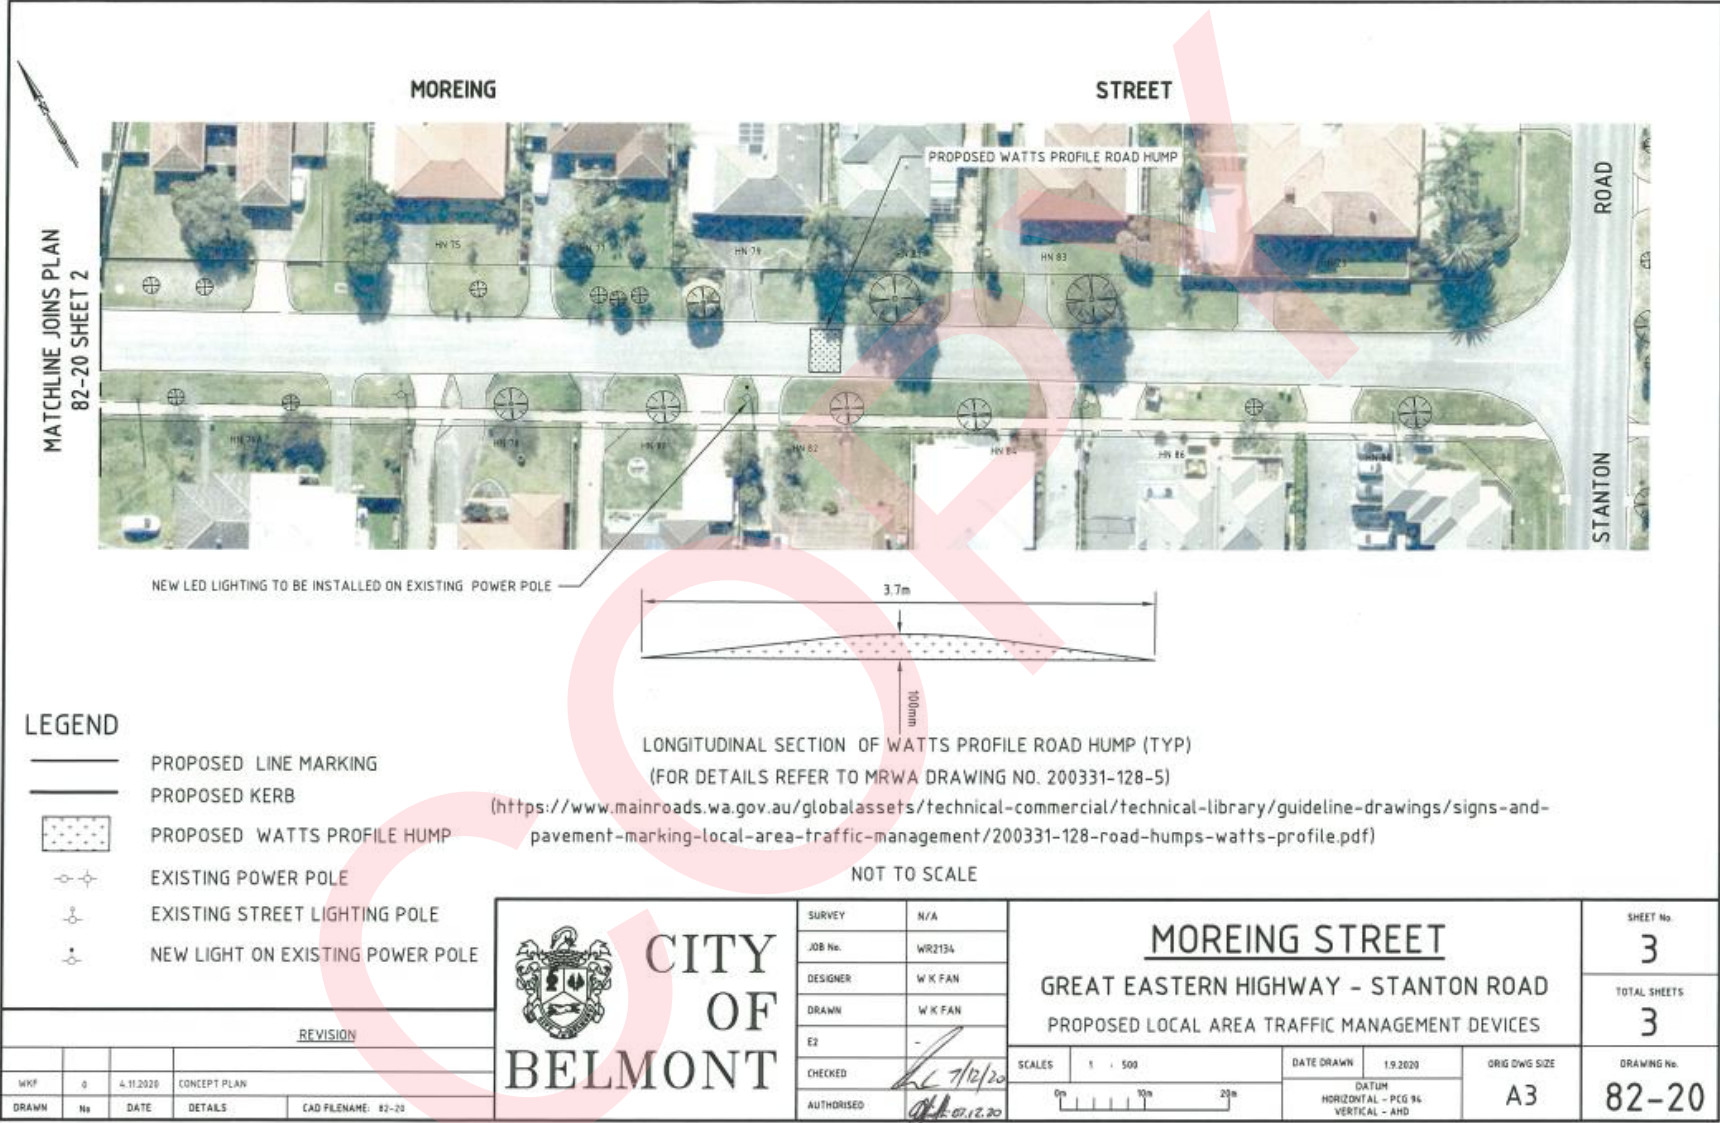 MOREING STREET
N
PROPOSED WATTS PROFILE ROAD HUMP
ROAD
MATCHLINE JOINS PLAN
82-20 SHEET 2
HN 75
HN 79
HN 83
HN 78
HN 80
HN 82
HN 84
HN 86
STANTON
NEW LED LIGHTING TO BE INSTALLED ON EXISTING POWER POLE
3.7m
100mm
LONGITUDINAL SECTION OF WATTS PROFILE ROAD HUMP (TYP)
(FOR DETAILS REFER TO MRWA DRAWING NO. 200331-128-5)
(https://www.mainroads.wa.gov.au/globalassets/technical-commercial/technical-library/guideline-drawings/signs-and-
pavement-marking-local-area-traffic-management/200331-128-road-humps-watts-profile.pdf)
NOT TO SCALE
LEGEND
PROPOSED LINE MARKING
PROPOSED KERB
PROPOSED WATTS PROFILE HUMP
EXISTING POWER POLE
EXISTING STREET LIGHTING POLE
NEW LIGHT ON EXISTING POWER POLE
REVISION
WKF 0 4.11.2020 CONCEPT PLAN
DRAWN No DATE DETAILS CAD FILENAME: 82-20
CITY
OF
BELMONT
SURVEY N/A
JOB No. WR2134
DESIGNER W K FAN
DRAWN W K FAN
E2 -
CHECKED 7/12/20
AUTHORISED 07.12.20
MOREING STREET
GREAT EASTERN HIGHWAY - STANTON ROAD
PROPOSED LOCAL AREA TRAFFIC MANAGEMENT DEVICES
SCALES 1 : 500
0m 10m 20m
DATE DRAWN 1.9.2020
DATUM
HORIZONTAL - PCG 94
VERTICAL - AHD
ORIG DWG SIZE
A3
SHEET No.
3
TOTAL SHEETS
3
DRAWING No.
82-20
COPY